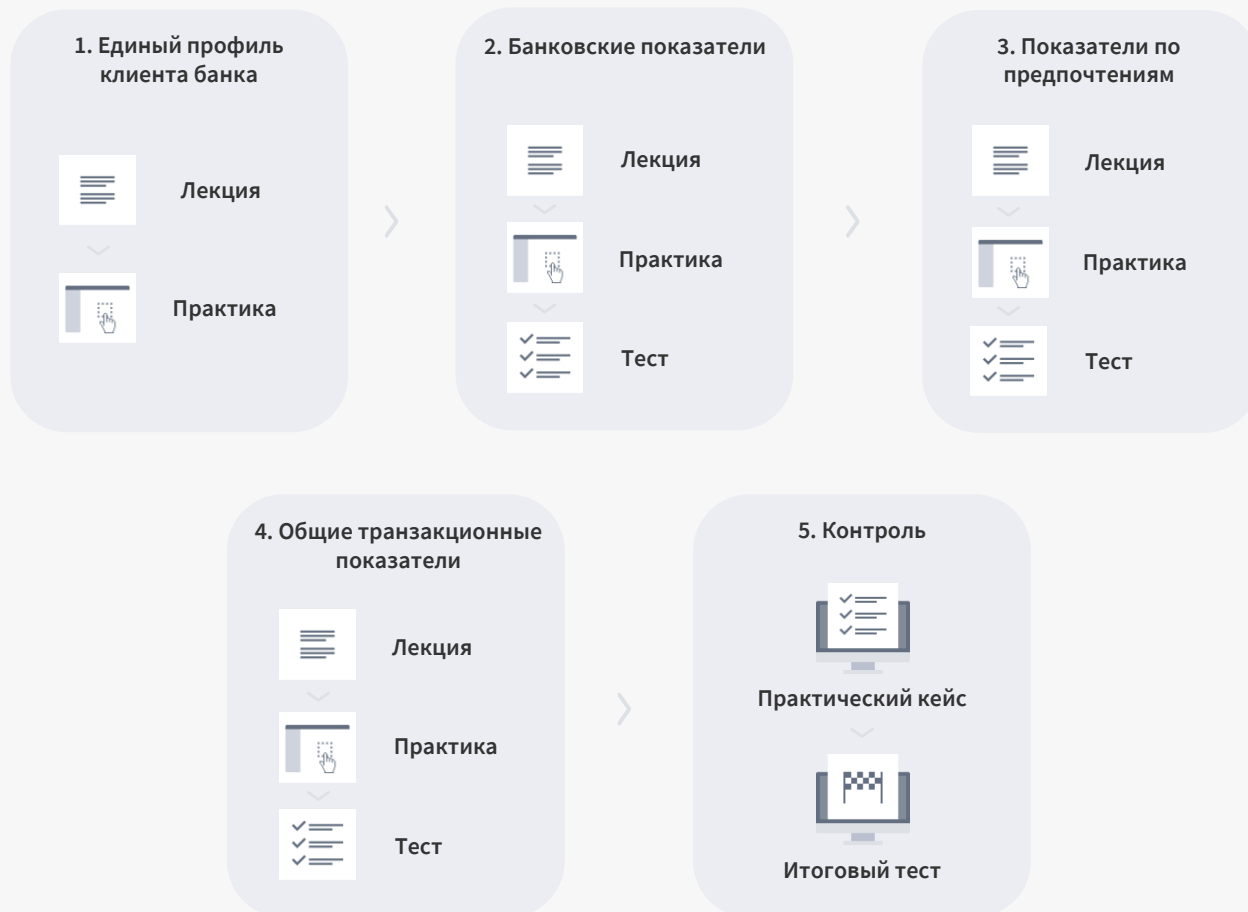 1. Единый профиль
клиента банка
Лекция
Практика
2. Банковские показатели
Лекция
Практика
Тест
3. Показатели по
предпочтениям
Лекция
Практика
Тест
4. Общие транзакционные
показатели
Лекция
Практика
Тест
5. Контроль
Практический кейс
Итоговый тест